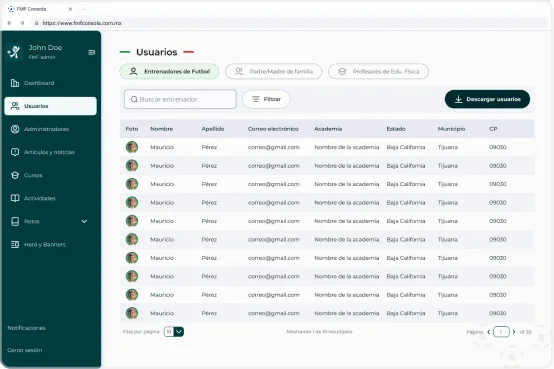 FMF Consola
https://www.fmfconsola.com.mx
John Doe
FMF admin
Dashboard
Usuarios
Administradores
Artículos y noticias
Cursos
Actividades
Retos
Hero y Banners
Notificaciones
Cerrar sesión
Usuarios
Entrenadores de Futbol
Padre/Madre de familia
Profesores de Edu. Física
Buscar entrenador
Filtrar
Descargar usuarios
Foto Nombre Apellido Correo electrónico Academia Estado Municipio CP
Mauricio Pérez correo@gmail.com Nombre de la academia Baja California Tijuana 09030
Mauricio Pérez correo@gmail.com Nombre de la academia Baja California Tijuana 09030
Mauricio Pérez correo@gmail.com Nombre de la academia Baja California Tijuana 09030
Mauricio Pérez correo@gmail.com Nombre de la academia Baja California Tijuana 09030
Mauricio Pérez correo@gmail.com Nombre de la academia Baja California Tijuana 09030
Mauricio Pérez correo@gmail.com Nombre de la academia Baja California Tijuana 09030
Mauricio Pérez correo@gmail.com Nombre de la academia Baja California Tijuana 09030
Mauricio Pérez correo@gmail.com Nombre de la academia Baja California Tijuana 09030
Mauricio Pérez correo@gmail.com Nombre de la academia Baja California Tijuana 09030
Mauricio Pérez correo@gmail.com Nombre de la academia Baja California Tijuana 09030
Filas por página 10
Mostrando 1 de 10 resultados
Página 1 of 20